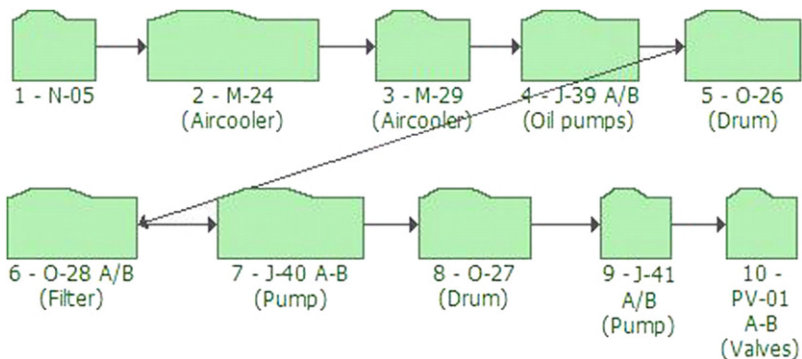 1 - N-05
2 - M-24
(Aircooler)
3 - M-29
(Aircooler)
4 - J-39 A/B
(Oil pumps)
5 - O-26
(Drum)
6 - O-28 A/B
(Filter)
7 - J-40 A-B
(Pump)
8 - O-27
(Drum)
9 - J-41
A/B
(Pump)
10 -
PV-01
A-B
(Valves)